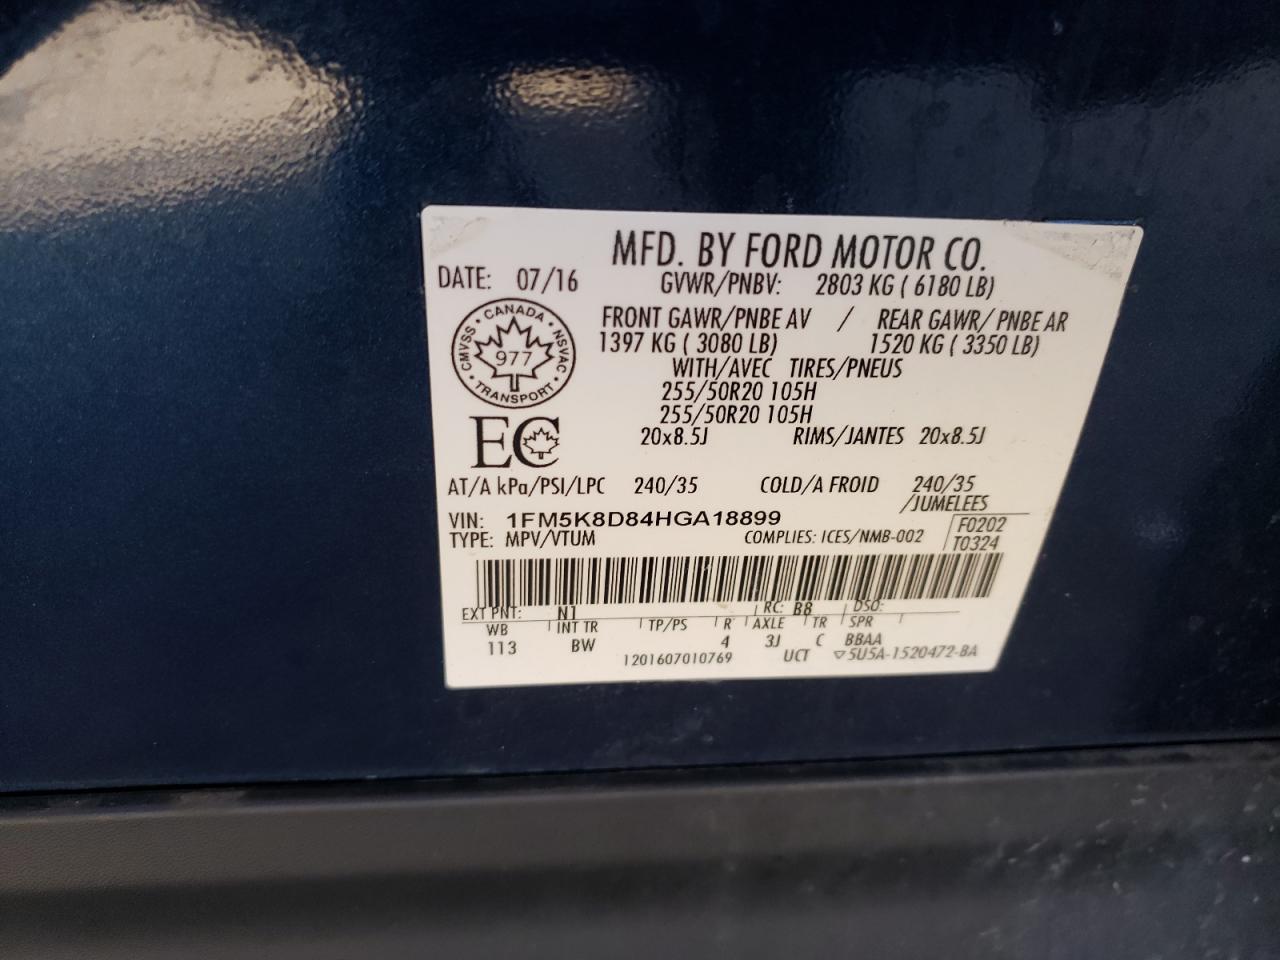 MFD. BY FORD MOTOR CO.
DATE: 07/16 GVWR/PNBV: 2803 KG ( 6180 LB)
FRONT GAWR/PNBE AV / REAR GAWR/ PNBE AR
1397 KG ( 3080 LB) 1520 KG ( 3350 LB)
CANADA
CMVSS 977 NSVAC
TRANSPORT
WITH/AVEC TIRES/PNEUS
255/50R20 105H
255/50R20 105H
EC 20x8.5J RIMS/JANTES 20x8.5J
AT/A kPa/PSI/LPC 240/35 COLD/A FROID 240/35
/JUMELEES
VIN: 1FM5K8D84HGA18899 F0202
TYPE: MPV/VTUM COMPLIES: ICES/NMB-002 T0324
EXT PNT: N1 RC: B8 DSO:
WB INT TR TP/PS R AXLE TR SPR
113 BW 4 3J C BBAA
1201607010769 UCT ▽5U5A-1520472-BA